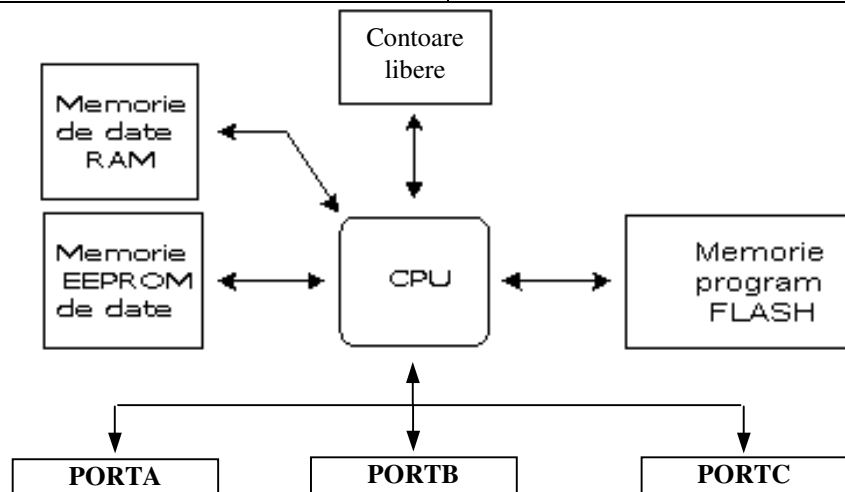 Contoare
libere
Memorie
de date
RAM
Memorie
EEPROM
de date
CPU
Memorie
program
FLASH
PORTA
PORTB
PORTC